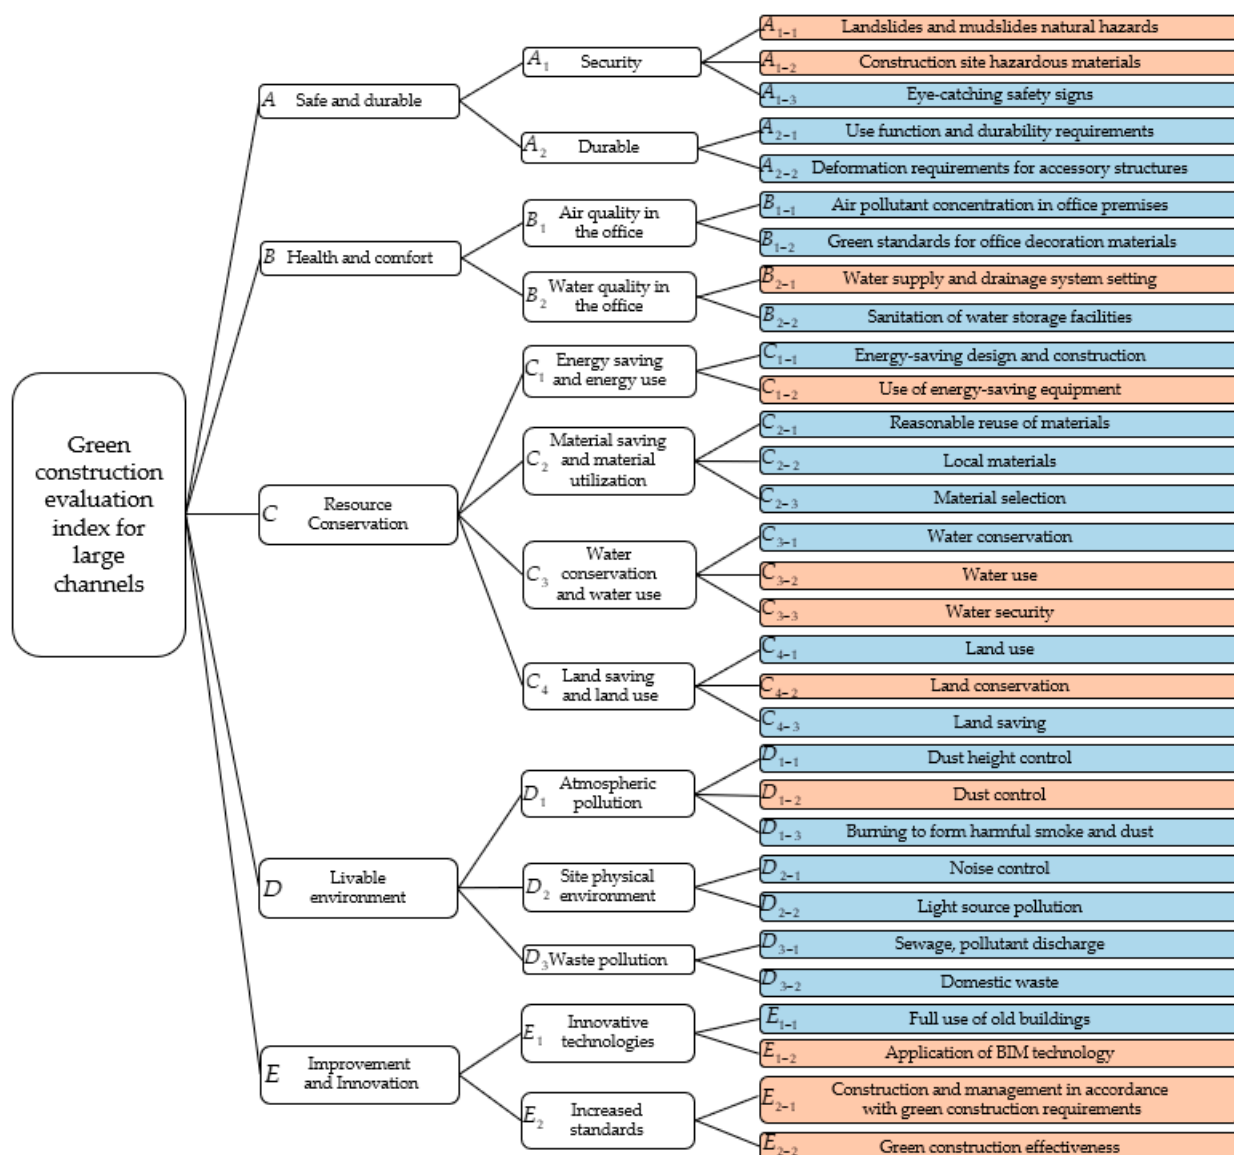 Green
construction
evaluation
index for
large
channels
A Safe and durable
A₁ Security
A₁₋₁ Landslides and mudslides natural hazards
A₁₋₂ Construction site hazardous materials
A₁₋₃ Eye-catching safety signs
A₂ Durable
A₂₋₁ Use function and durability requirements
A₂₋₂ Deformation requirements for accessory structures
B Health and comfort
B₁ Air quality in
the office
B₁₋₁ Air pollutant concentration in office premises
B₁₋₂ Green standards for office decoration materials
B₂ Water quality in
the office
B₂₋₁ Water supply and drainage system setting
B₂₋₂ Sanitation of water storage facilities
C Resource
Conservation
C₁ Energy saving
and energy use
C₁₋₁ Energy-saving design and construction
C₁₋₂ Use of energy-saving equipment
C₂ Material saving
and material
utilization
C₂₋₁ Reasonable reuse of materials
C₂₋₂ Local materials
C₂₋₃ Material selection
C₃ Water
conservation
and water use
C₃₋₁ Water conservation
C₃₋₂ Water use
C₃₋₃ Water security
C₄ Land saving
and land use
C₄₋₁ Land use
C₄₋₂ Land conservation
C₄₋₃ Land saving
D Livable
environment
D₁ Atmospheric
pollution
D₁₋₁ Dust height control
D₁₋₂ Dust control
D₁₋₃ Burning to form harmful smoke and dust
D₂ Site physical
environment
D₂₋₁ Noise control
D₂₋₂ Light source pollution
D₃ Waste pollution
D₃₋₁ Sewage, pollutant discharge
D₃₋₂ Domestic waste
E Improvement
and Innovation
E₁ Innovative
technologies
E₁₋₁ Full use of old buildings
E₁₋₂ Application of BIM technology
E₂ Increased
standards
E₂₋₁ Construction and management in accordance
with green construction requirements
E₂₋₂ Green construction effectiveness